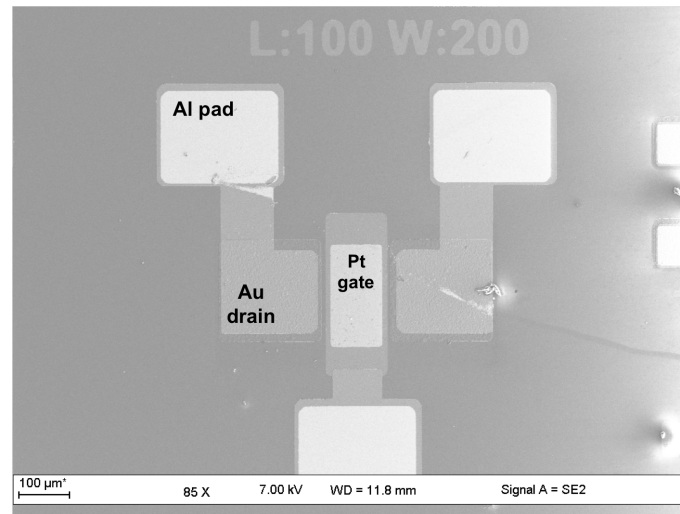 L:100 W:200
Al pad
Pt
gate
Au
drain
100 µm*
85 X
7.00 kV
WD = 11.8 mm
Signal A = SE2